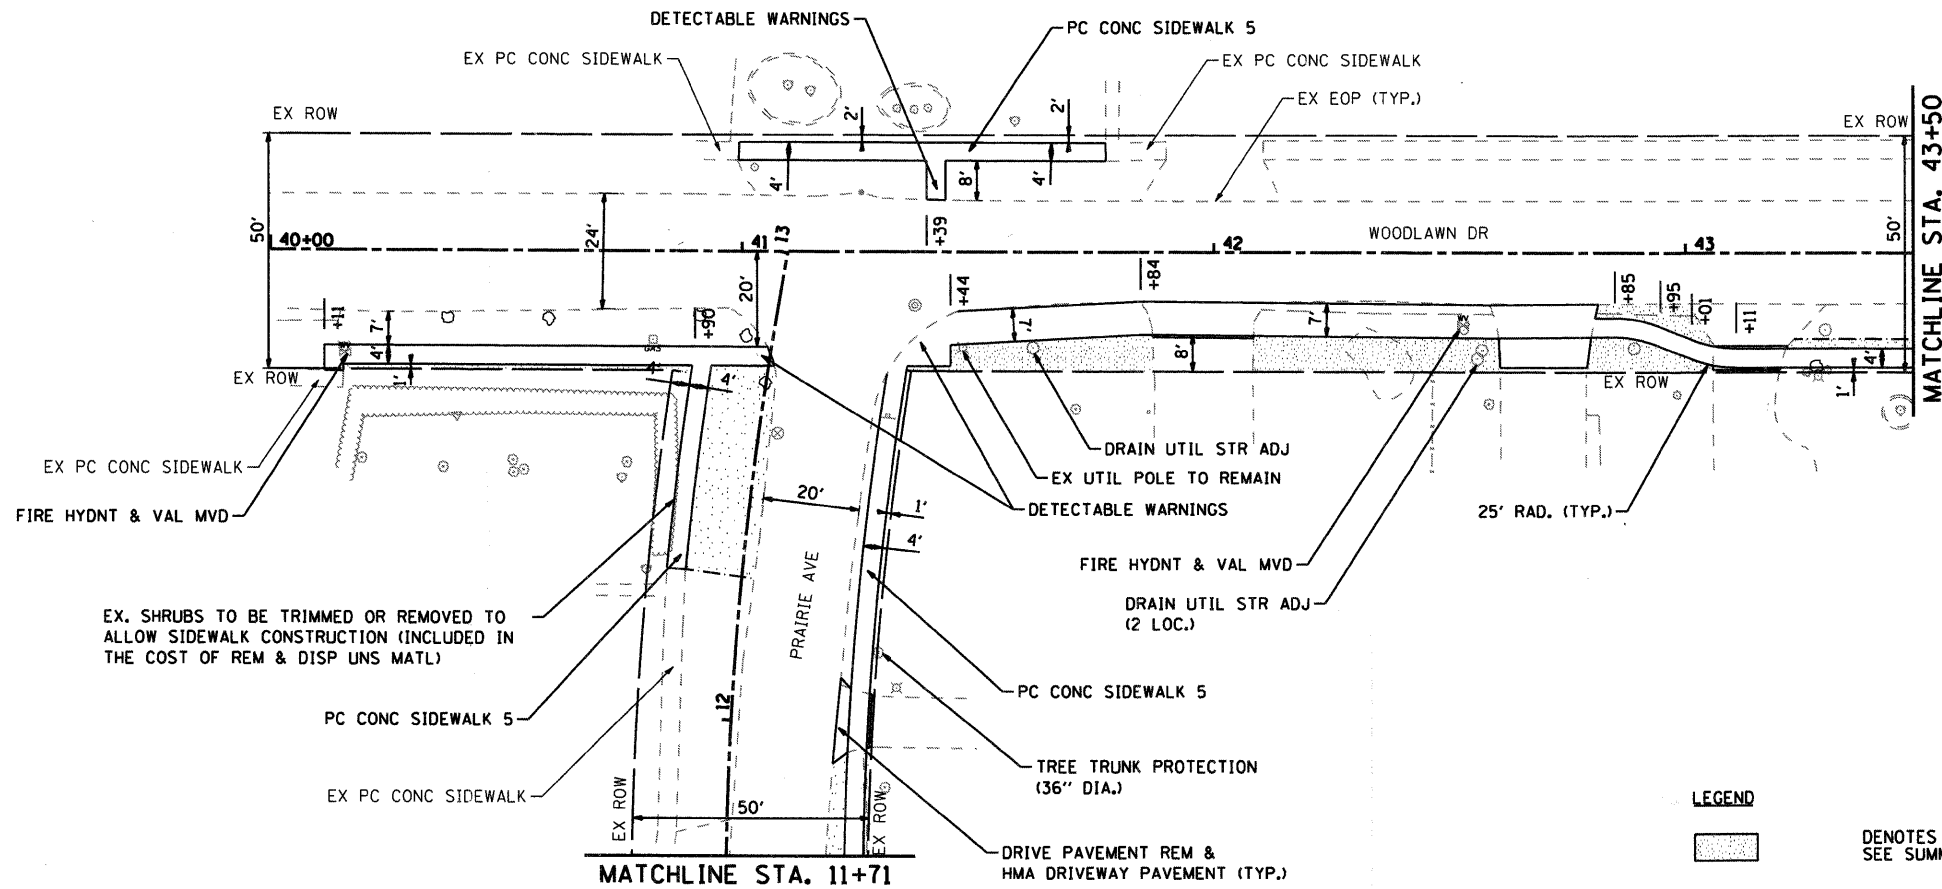 DETECTABLE WARNINGS
PC CONC SIDEWALK 5
EX PC CONC SIDEWALK
EX PC CONC SIDEWALK
EX EOP (TYP.)
EX ROW
EX ROW
2'
2'
4'
8'
4'
50'
24'
40+00
41
13
+39
42
WOODLAWN DR
43
50'
MATCHLINE STA. 43+50
20'
+11
7'
4'
1'
+90
+44
7'
+84
7'
8'
+85
+95
+01
+11
4'
1'
EX ROW
EX ROW
4'
4'
EX PC CONC SIDEWALK
FIRE HYDNT & VAL MVD
DRAIN UTIL STR ADJ
EX UTIL POLE TO REMAIN
DETECTABLE WARNINGS
25' RAD. (TYP.)
20'
1'
4'
FIRE HYDNT & VAL MVD
DRAIN UTIL STR ADJ
(2 LOC.)
PRAIRIE AVE
EX. SHRUBS TO BE TRIMMED OR REMOVED TO
ALLOW SIDEWALK CONSTRUCTION (INCLUDED IN
THE COST OF REM & DISP UNS MATL)
12
PC CONC SIDEWALK 5
PC CONC SIDEWALK 5
TREE TRUNK PROTECTION
(36" DIA.)
EX PC CONC SIDEWALK
EX ROW
50'
EX ROW
DRIVE PAVEMENT REM &
HMA DRIVEWAY PAVEMENT (TYP.)
MATCHLINE STA. 11+71
LEGEND
DENOTES